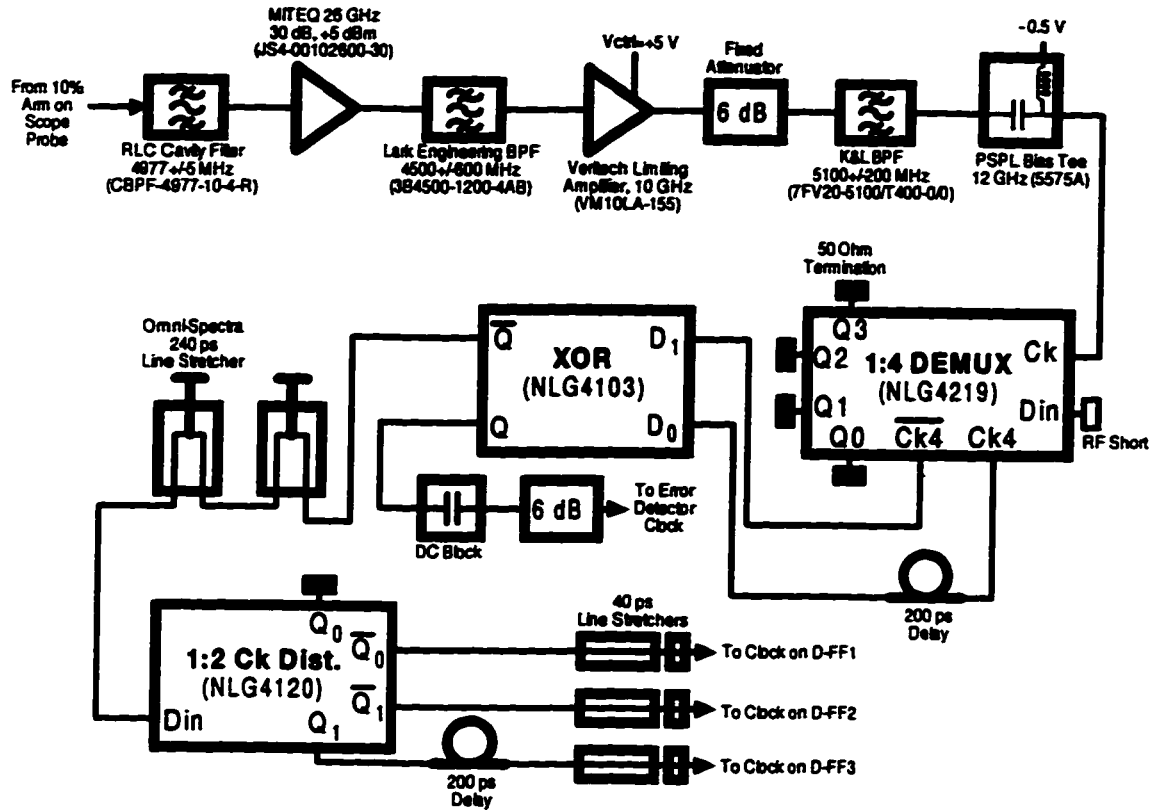 MITEQ 26 GHz
30 dB, +5 dBm
(JS4-00102600-30)
From 10%
Arm on
Scope
Probe
RLC Cavity Filter
4977+/-5 MHz
(CBPF-4977-10-4-R)
Lark Engineering BPF
4500+/-600 MHz
(3B4500-1200-4AB)
Vctrl=+5 V
Veritech Limiting
Amplifier, 10 GHz
(VM10LA-155)
Fixed
Attenuator
6 dB
K&L BPF
5100+/-200 MHz
(7FV20-5100/T400-0/0)
-0.5 V
PSPL Bias Tee
12 GHz (5575A)
50 Ohm
Termination
Q3
Q2
Ck
1:4 DEMUX
(NLG4219)
Q1
Din
Q0
C̅k̅4̅
Ck4
RF Short
Omni-Spectra
240 ps
Line Stretcher
Q̅
D₁
XOR
(NLG4103)
Q
D₀
DC Block
6 dB
To Error
Detector
Clock
200 ps
Delay
Q₀
Q̅₀
1:2 Ck Dist.
(NLG4120)
Q̅₁
Din
Q₁
40 ps
Line Stretchers
To Clock on D-FF1
To Clock on D-FF2
To Clock on D-FF3
200 ps
Delay